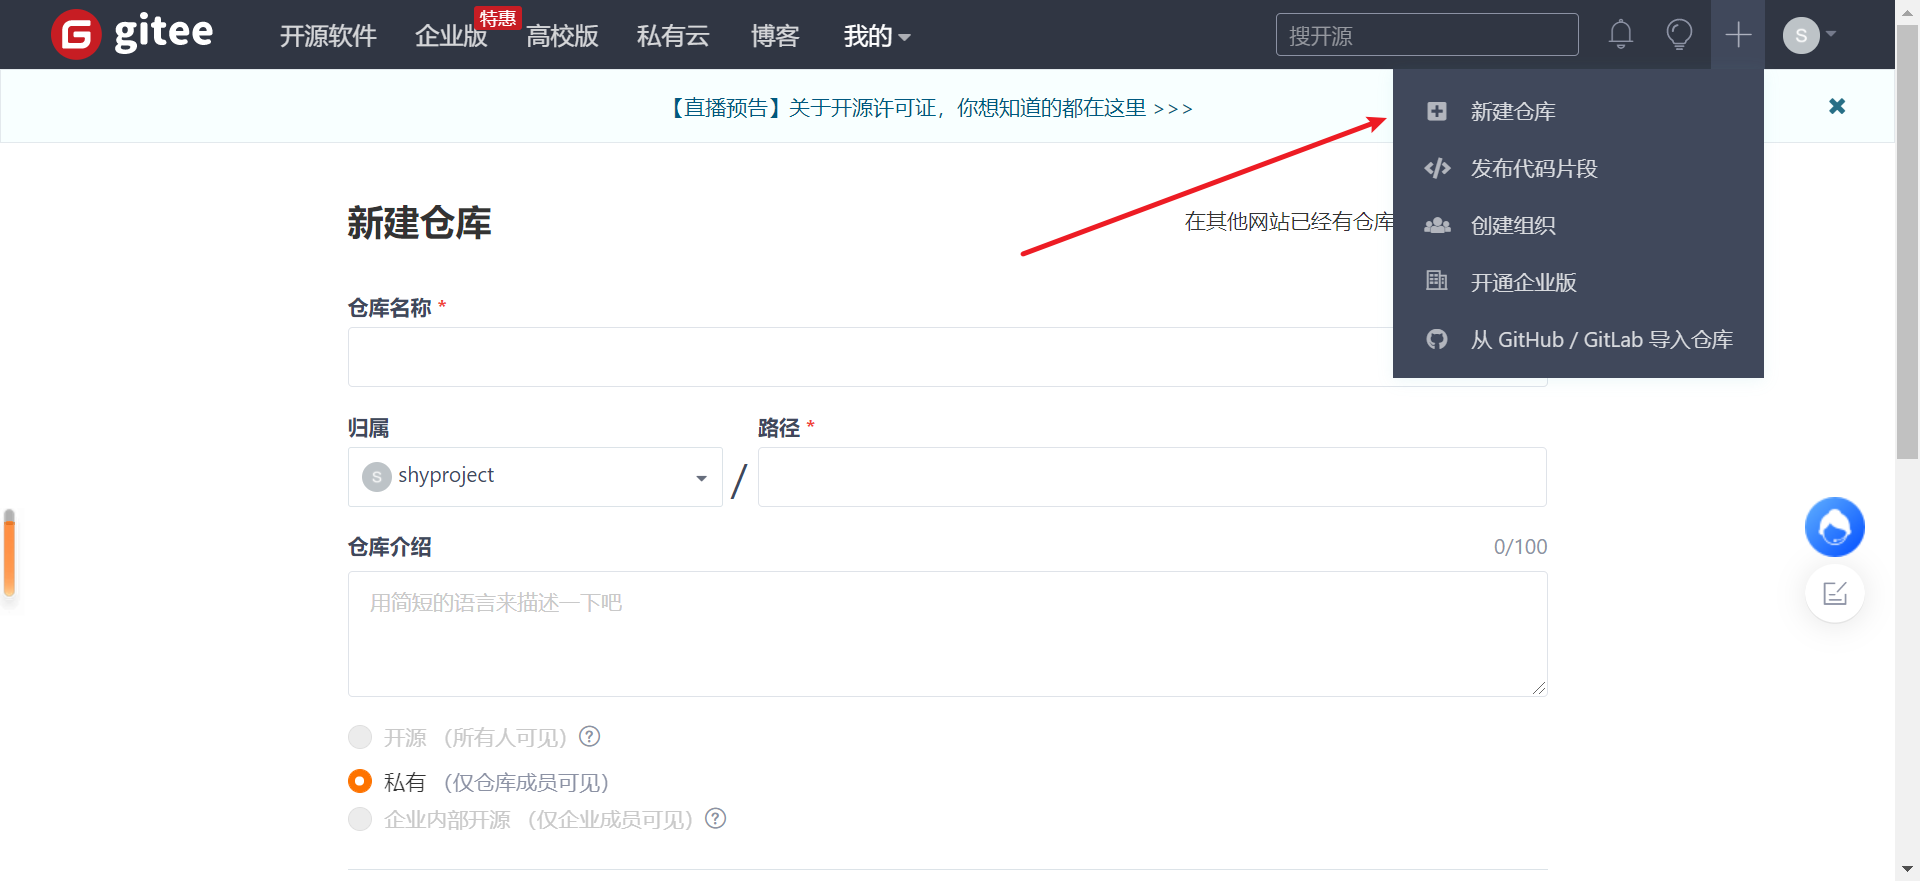 gitee 开源软件 企业版 特惠 高校版 私有云 博客 我的 搜开源 S
【直播预告】关于开源许可证，你想知道的都在这里 >>>
新建仓库
发布代码片段
创建组织
开通企业版
从 GitHub / GitLab 导入仓库
新建仓库 在其他网站已经有仓库
仓库名称 *
归属 路径 *
S shyproject /
仓库介绍 0/100
用简短的语言来描述一下吧
开源 （所有人可见） ?
私有 （仅仓库成员可见）
企业内部开源 （仅企业成员可见） ?